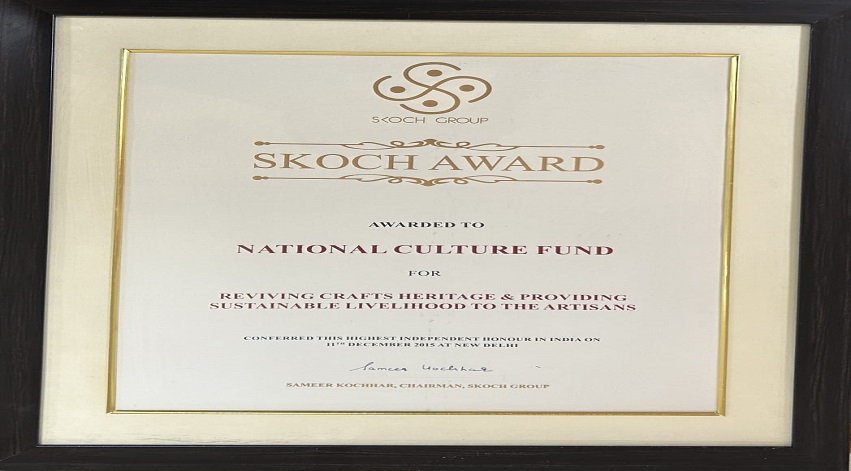 SKOCH GROUP
SKOCH AWARD
AWARDED TO
NATIONAL CULTURE FUND
FOR
REVIVING CRAFTS HERITAGE & PROVIDING
SUSTAINABLE LIVELIHOOD TO THE ARTISANS
CONFERRED THIS HIGHEST INDEPENDENT HONOUR IN INDIA ON
11TH DECEMBER 2015 AT NEW DELHI
Sameer Kochhar
SAMEER KOCHHAR, CHAIRMAN, SKOCH GROUP